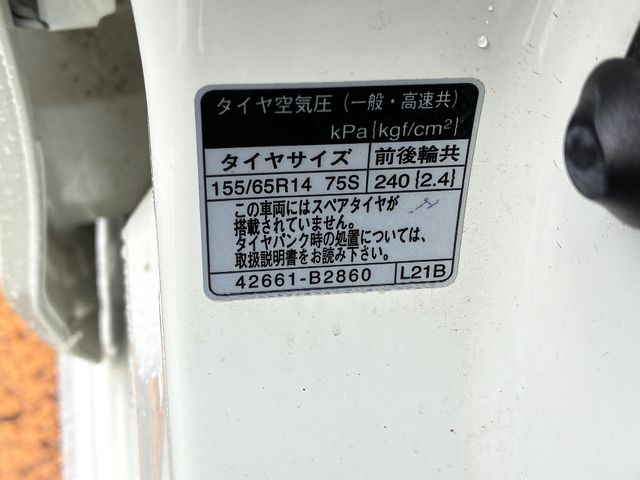 タイヤ空気圧（一般・高速共）
kPa{kgf/cm²}
タイヤサイズ 前後輪共
155/65R14 75S 240{2.4}
この車両にはスペアタイヤが
搭載されていません。
タイヤパンク時の処置については、
取扱説明書をお読み下さい。
42661-B2860 L21B